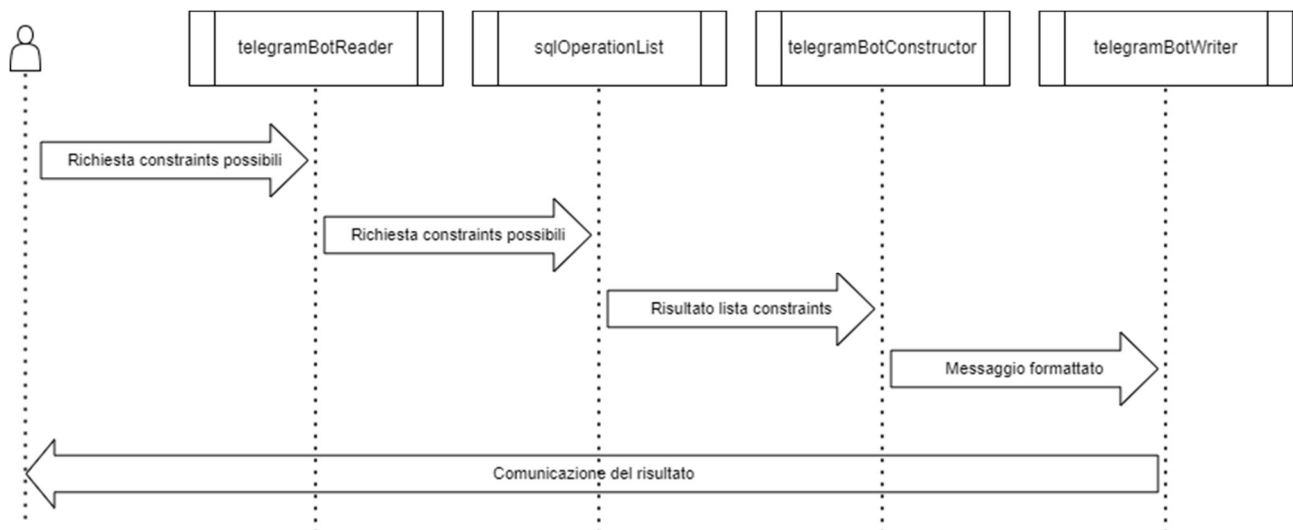 telegramBotReader
sqlOperationList
telegramBotConstructor
telegramBotWriter
Richiesta constraints possibili
Richiesta constraints possibili
Risultato lista constraints
Messaggio formattato
Comunicazione del risultato